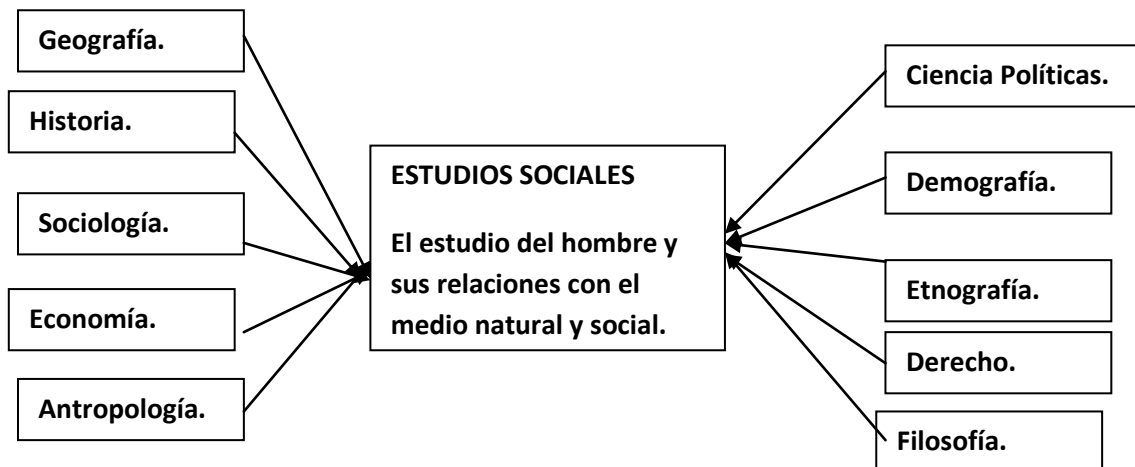 Geografía.
Historia.
Sociología.
Economía.
Antropología.
ESTUDIOS SOCIALES
El estudio del hombre y
sus relaciones con el
medio natural y social.
Ciencia Políticas.
Demografía.
Etnografía.
Derecho.
Filosofía.